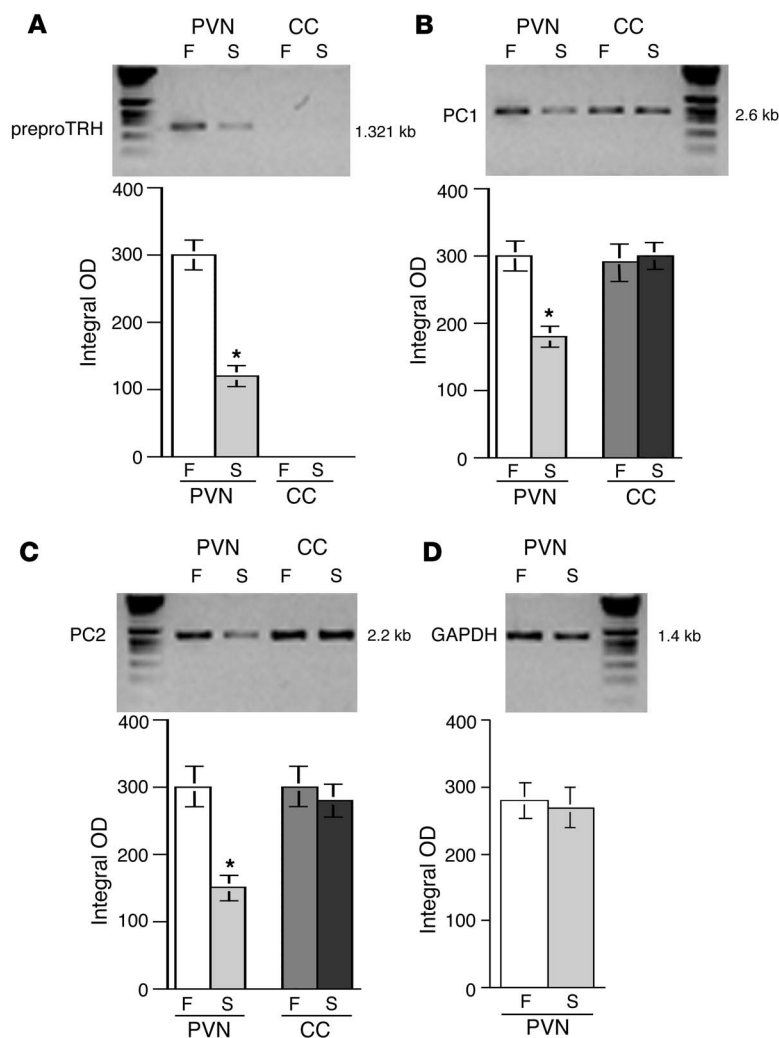 A
PVN CC
F S F S
preproTRH
1.321 kb
400
300
200
100
0
Integral OD
*
F S F S
PVN CC
B
PVN CC
F S F S
PC1
2.6 kb
400
300
200
100
0
Integral OD
*
F S F S
PVN CC
C
PVN CC
F S F S
PC2
2.2 kb
400
300
200
100
0
Integral OD
*
F S F S
PVN CC
D
PVN
F S
GAPDH
1.4 kb
400
300
200
100
0
Integral OD
F S
PVN